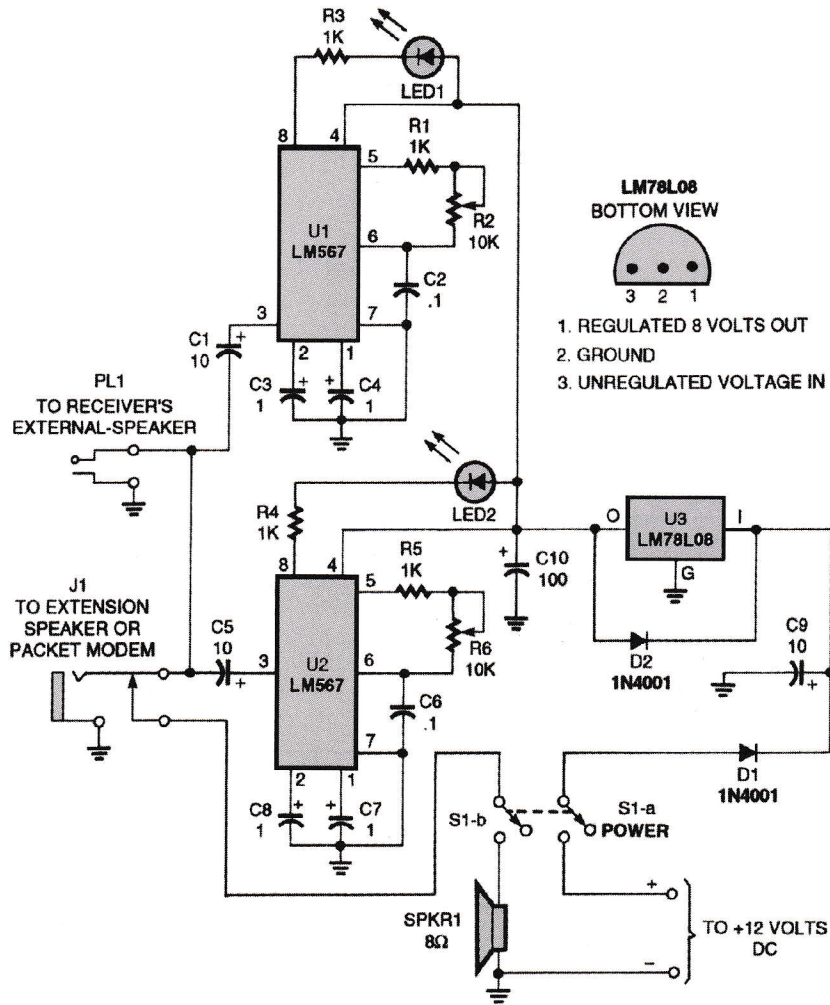 R3
1K
LED1
8
4
R1
1K
5
U1
LM567
R2
10K
6
C2
.1
3
7
C1
10
+
2
1
C3
1
+
+
C4
1
LM78L08
BOTTOM VIEW
3 2 1
1. REGULATED 8 VOLTS OUT
2. GROUND
3. UNREGULATED VOLTAGE IN
PL1
TO RECEIVER'S
EXTERNAL-SPEAKER
R4
1K
LED2
8
4
R5
1K
5
U2
LM567
R6
10K
6
C6
.1
3
7
C5
10
+
2
1
C8
1
+
+
C7
1
J1
TO EXTENSION
SPEAKER OR
PACKET MODEM
+
C10
100
O
U3
LM78L08
I
G
D2
1N4001
C9
10
+
D1
1N4001
S1-b
S1-a
POWER
SPKR1
8Ω
+
−
TO +12 VOLTS
DC